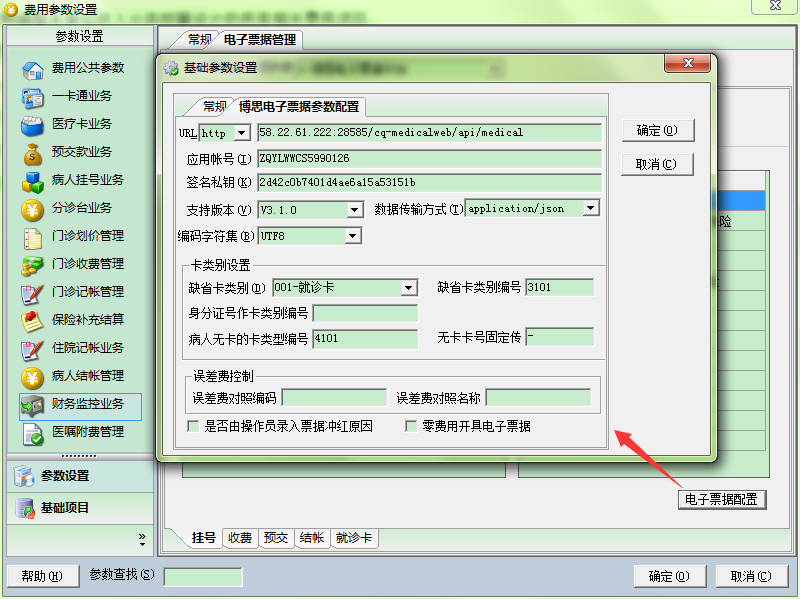 费用参数设置
参数设置
费用公共参数
一卡通业务
医疗卡业务
预交款业务
病人挂号业务
分诊台业务
门诊划价管理
门诊收费管理
门诊记帐管理
保险补充结算
住院记帐业务
病人结帐管理
财务监控业务
医嘱附费管理
参数设置
基础项目
»
常规 电子票据管理
基础参数设置
常规 博思电子票据参数配置
URL http 58.22.61.222:28585/cq-medicalweb/api/medical
应用帐号(I) ZQYLWWCS5990126
签名私钥(K) 2d42c0b7401d4ae6a15a53151b
支持版本(V) V3.1.0 数据传输方式(T) application/json
编码字符集(B) UTF8
卡类别设置
缺省卡类别(D) 001-就诊卡 缺省卡类别编号 3101
身份证号作卡类别编号
病人无卡的卡类型编号 4101 无卡卡号固定传 -
误差费控制
误差费对照编码 误差费对照名称
是否由操作员录入票据冲红原因 零费用开具电子票据
确定(O)
取消(C)
险
电子票据配置
挂号 收费 预交 结帐 就诊卡
帮助(H) 参数查找(S) 确定(O) 取消(C)